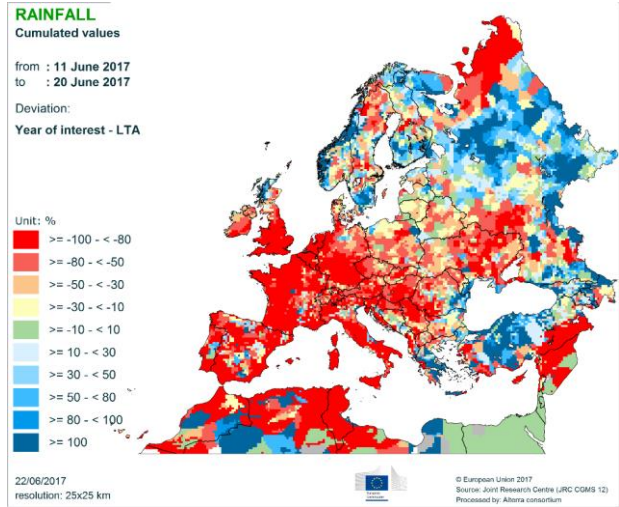 RAINFALL
Cumulated values
from : 11 June 2017
to : 20 June 2017
Deviation:
Year of interest - LTA
Unit: %
>= -100 - < -80
>= -80 - < -50
>= -50 - < -30
>= -30 - < -10
>= -10 - < 10
>= 10 - < 30
>= 30 - < 50
>= 50 - < 80
>= 80 - < 100
>= 100
22/06/2017
resolution: 25x25 km
© European Union 2017
Source: Joint Research Centre (JRC CGMS 12)
Processed by: Alterra consortium